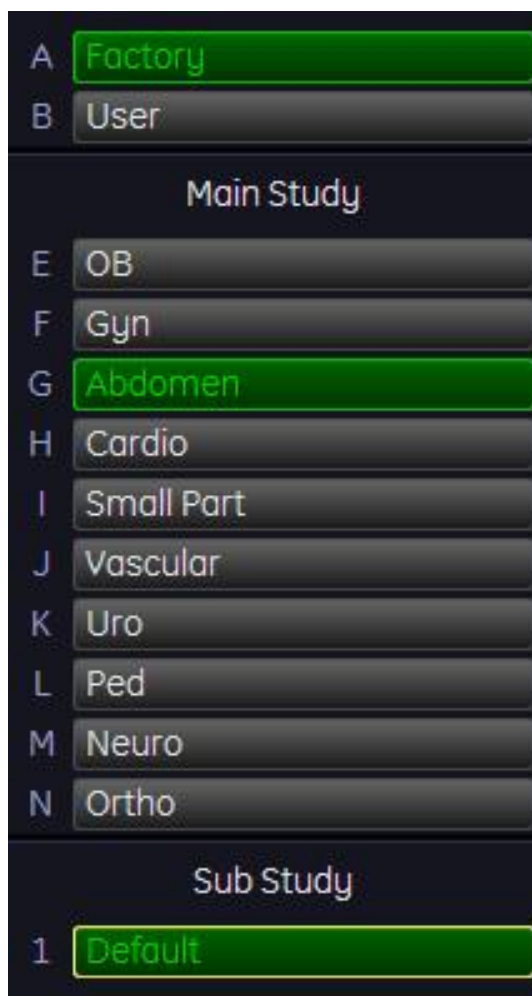 A Factory
B User
Main Study
E OB
F Gyn
G Abdomen
H Cardio
I Small Part
J Vascular
K Uro
L Ped
M Neuro
N Ortho
Sub Study
1 Default